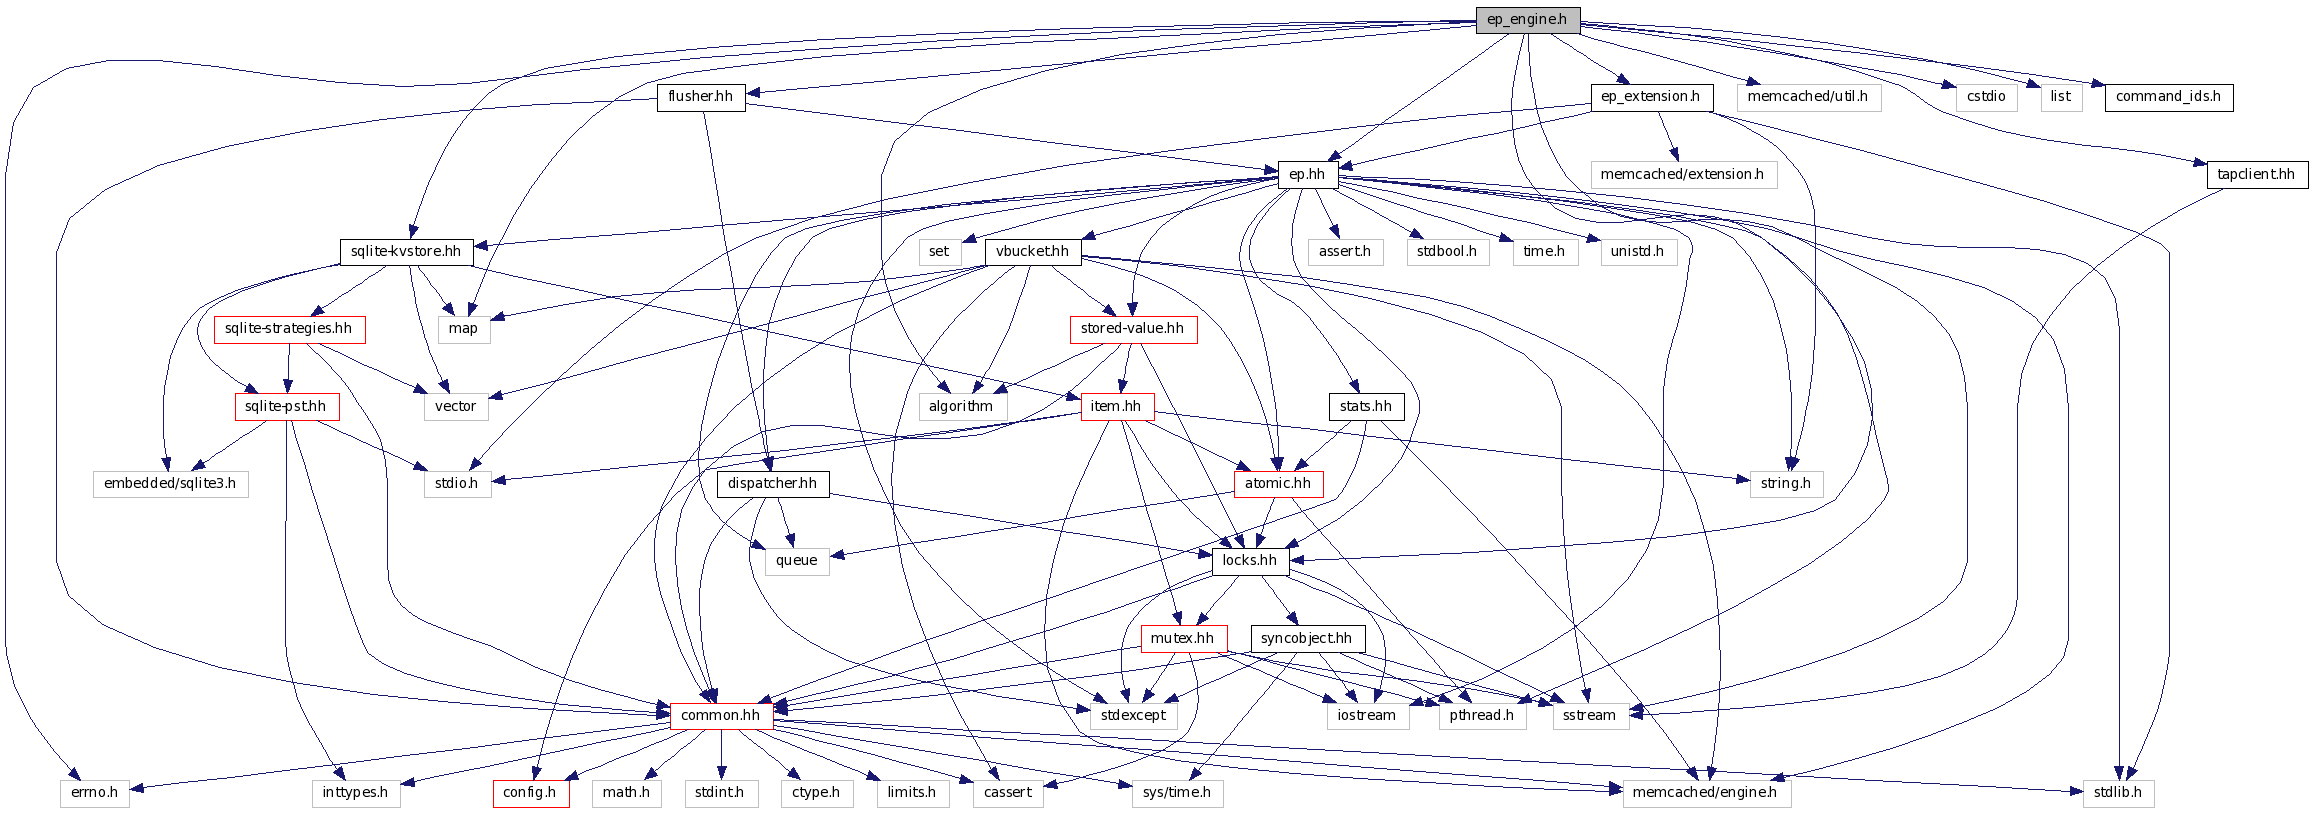 ep_engine.h
flusher.hh
ep_extension.h
memcached/util.h
cstdio
list
command_ids.h
ep.hh
memcached/extension.h
tapclient.hh
sqlite-kvstore.hh
set
vbucket.hh
assert.h
stdbool.h
time.h
unistd.h
sqlite-strategies.hh
map
stored-value.hh
sqlite-pst.hh
vector
algorithm
item.hh
stats.hh
embedded/sqlite3.h
stdio.h
dispatcher.hh
atomic.hh
string.h
queue
locks.hh
mutex.hh
syncobject.hh
common.hh
stdexcept
iostream
pthread.h
sstream
errno.h
inttypes.h
config.h
math.h
stdint.h
ctype.h
limits.h
cassert
sys/time.h
memcached/engine.h
stdlib.h